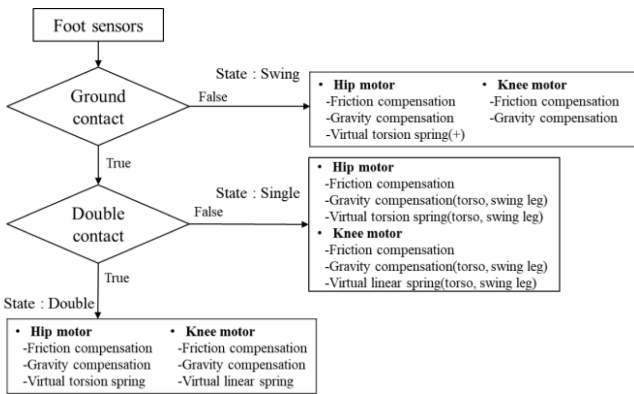 Foot sensors
State : Swing
Ground
contact
False
• Hip motor
-Friction compensation
-Gravity compensation
-Virtual torsion spring(+)
• Knee motor
-Friction compensation
-Gravity compensation
True
State : Single
Double
contact
False
• Hip motor
-Friction compensation
-Gravity compensation(torso, swing leg)
-Virtual torsion spring(torso, swing leg)
• Knee motor
-Friction compensation
-Gravity compensation(torso, swing leg)
-Virtual linear spring(torso, swing leg)
True
State : Double
• Hip motor
-Friction compensation
-Gravity compensation
-Virtual torsion spring
• Knee motor
-Friction compensation
-Gravity compensation
-Virtual linear spring